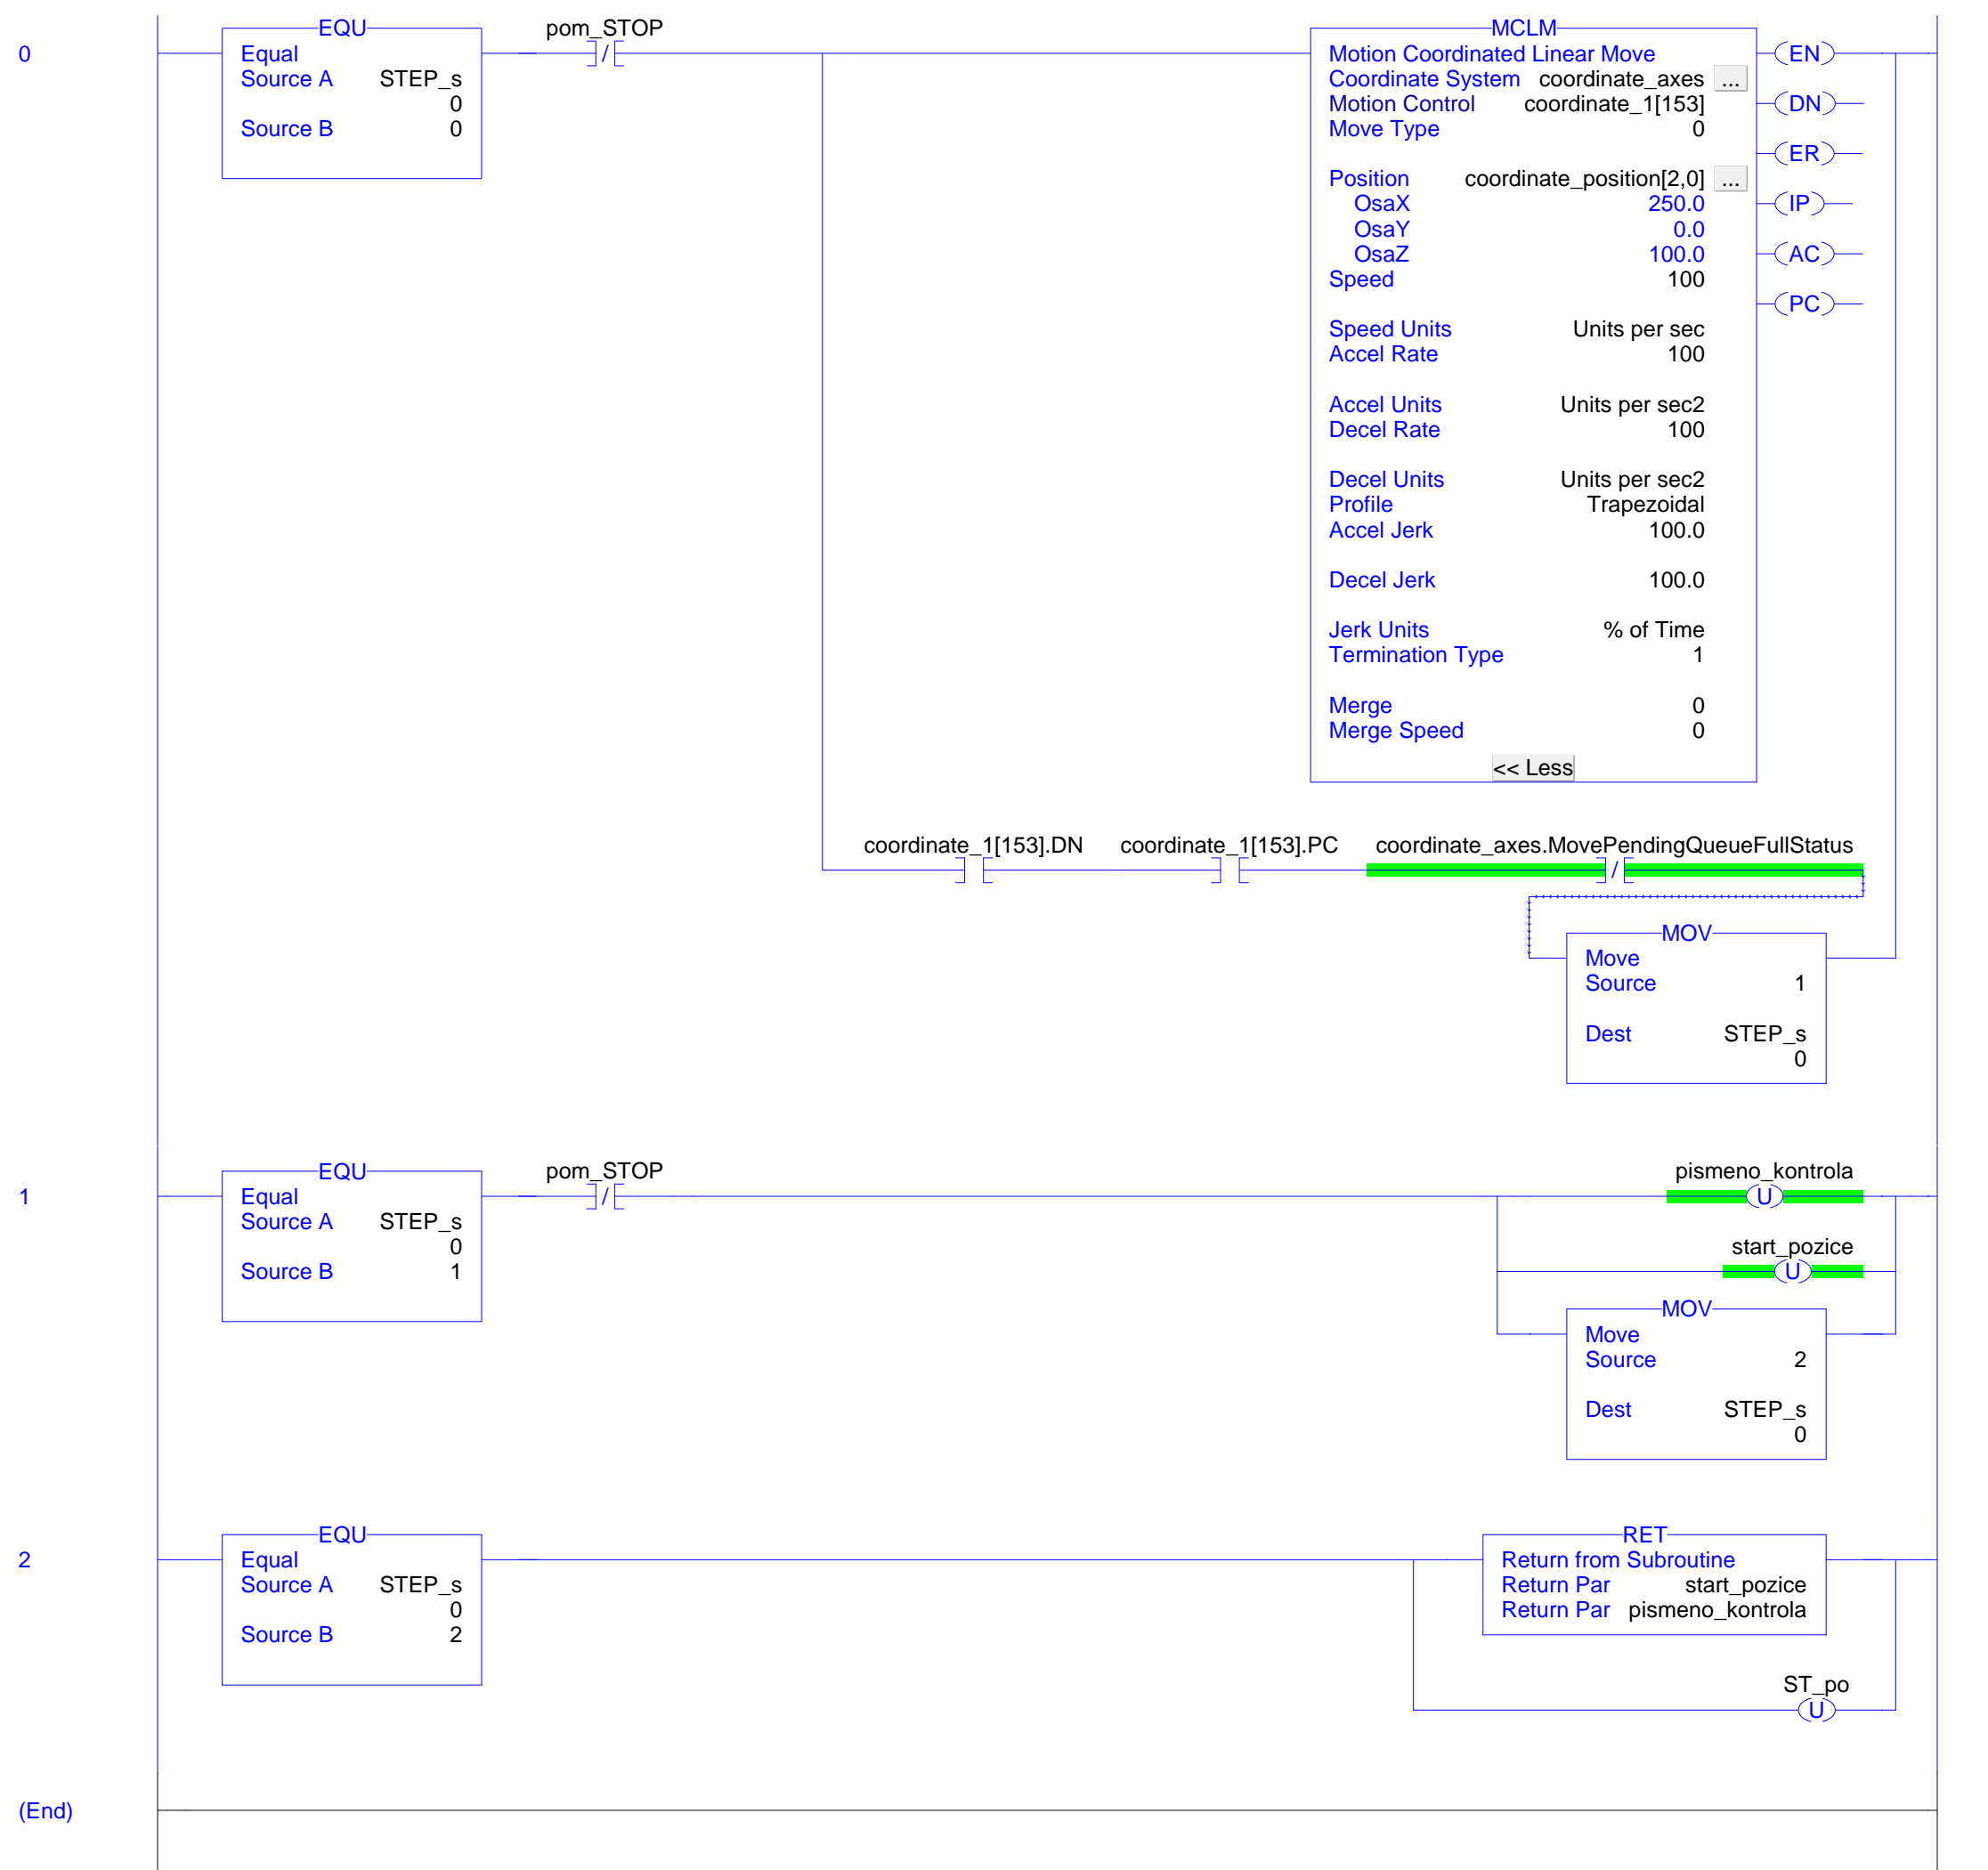 0
EQU
Equal
Source A STEP_s
0
Source B 0
pom_STOP
/
MCLM
Motion Coordinated Linear Move
Coordinate System coordinate_axes ...
Motion Control coordinate_1[153]
Move Type 0
Position coordinate_position[2,0] ...
OsaX 250.0
OsaY 0.0
OsaZ 100.0
Speed 100
Speed Units Units per sec
Accel Rate 100
Accel Units Units per sec2
Decel Rate 100
Decel Units Units per sec2
Profile Trapezoidal
Accel Jerk 100.0
Decel Jerk 100.0
Jerk Units % of Time
Termination Type 1
Merge 0
Merge Speed 0
<< Less
EN
DN
ER
IP
AC
PC
coordinate_1[153].DN coordinate_1[153].PC coordinate_axes.MovePendingQueueFullStatus
/
MOV
Move
Source 1
Dest STEP_s
0
1
EQU
Equal
Source A STEP_s
0
Source B 1
pom_STOP
/
pismeno_kontrola
U
start_pozice
U
MOV
Move
Source 2
Dest STEP_s
0
2
EQU
Equal
Source A STEP_s
0
Source B 2
RET
Return from Subroutine
Return Par start_pozice
Return Par pismeno_kontrola
ST_po
U
(End)